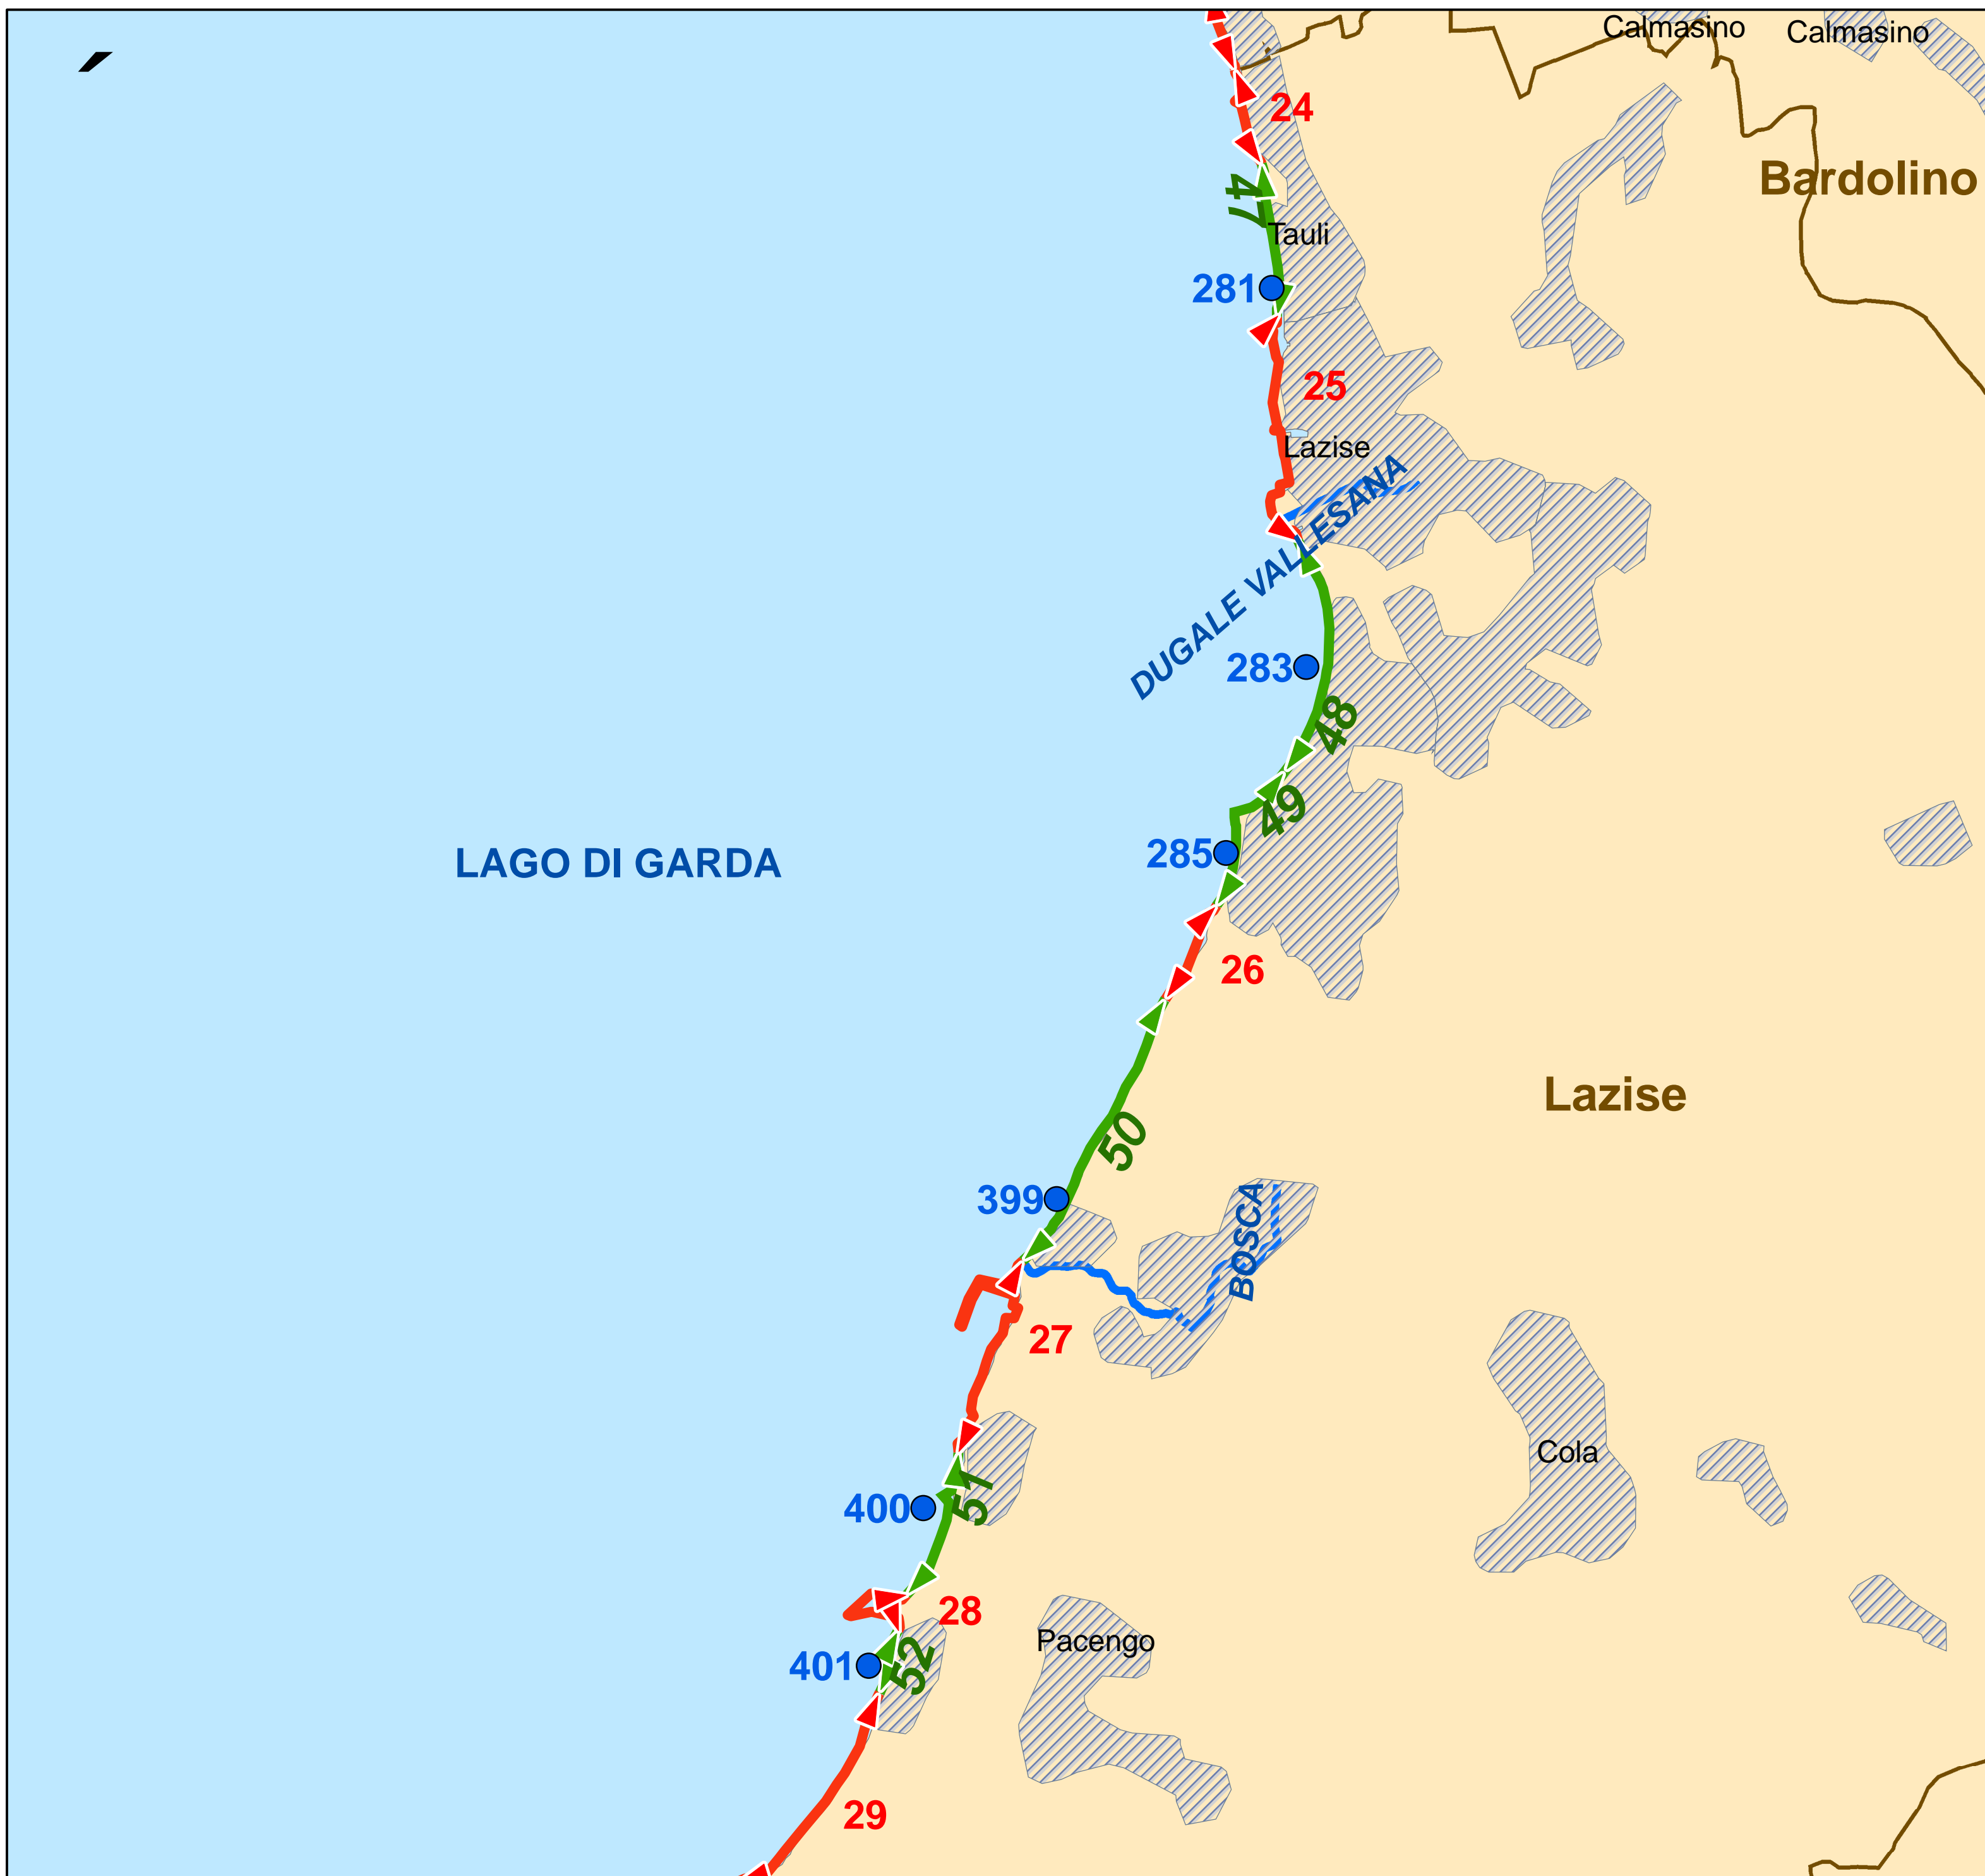 Calmasino
Calmasino
24
Bardolino
47
Tauli
281
25
Lazise
DUGALE VALLESANA
283
48
49
285
LAGO DI GARDA
26
Lazise
50
399
BOSCA
27
Cola
51
400
28
Pacengo
52
401
29